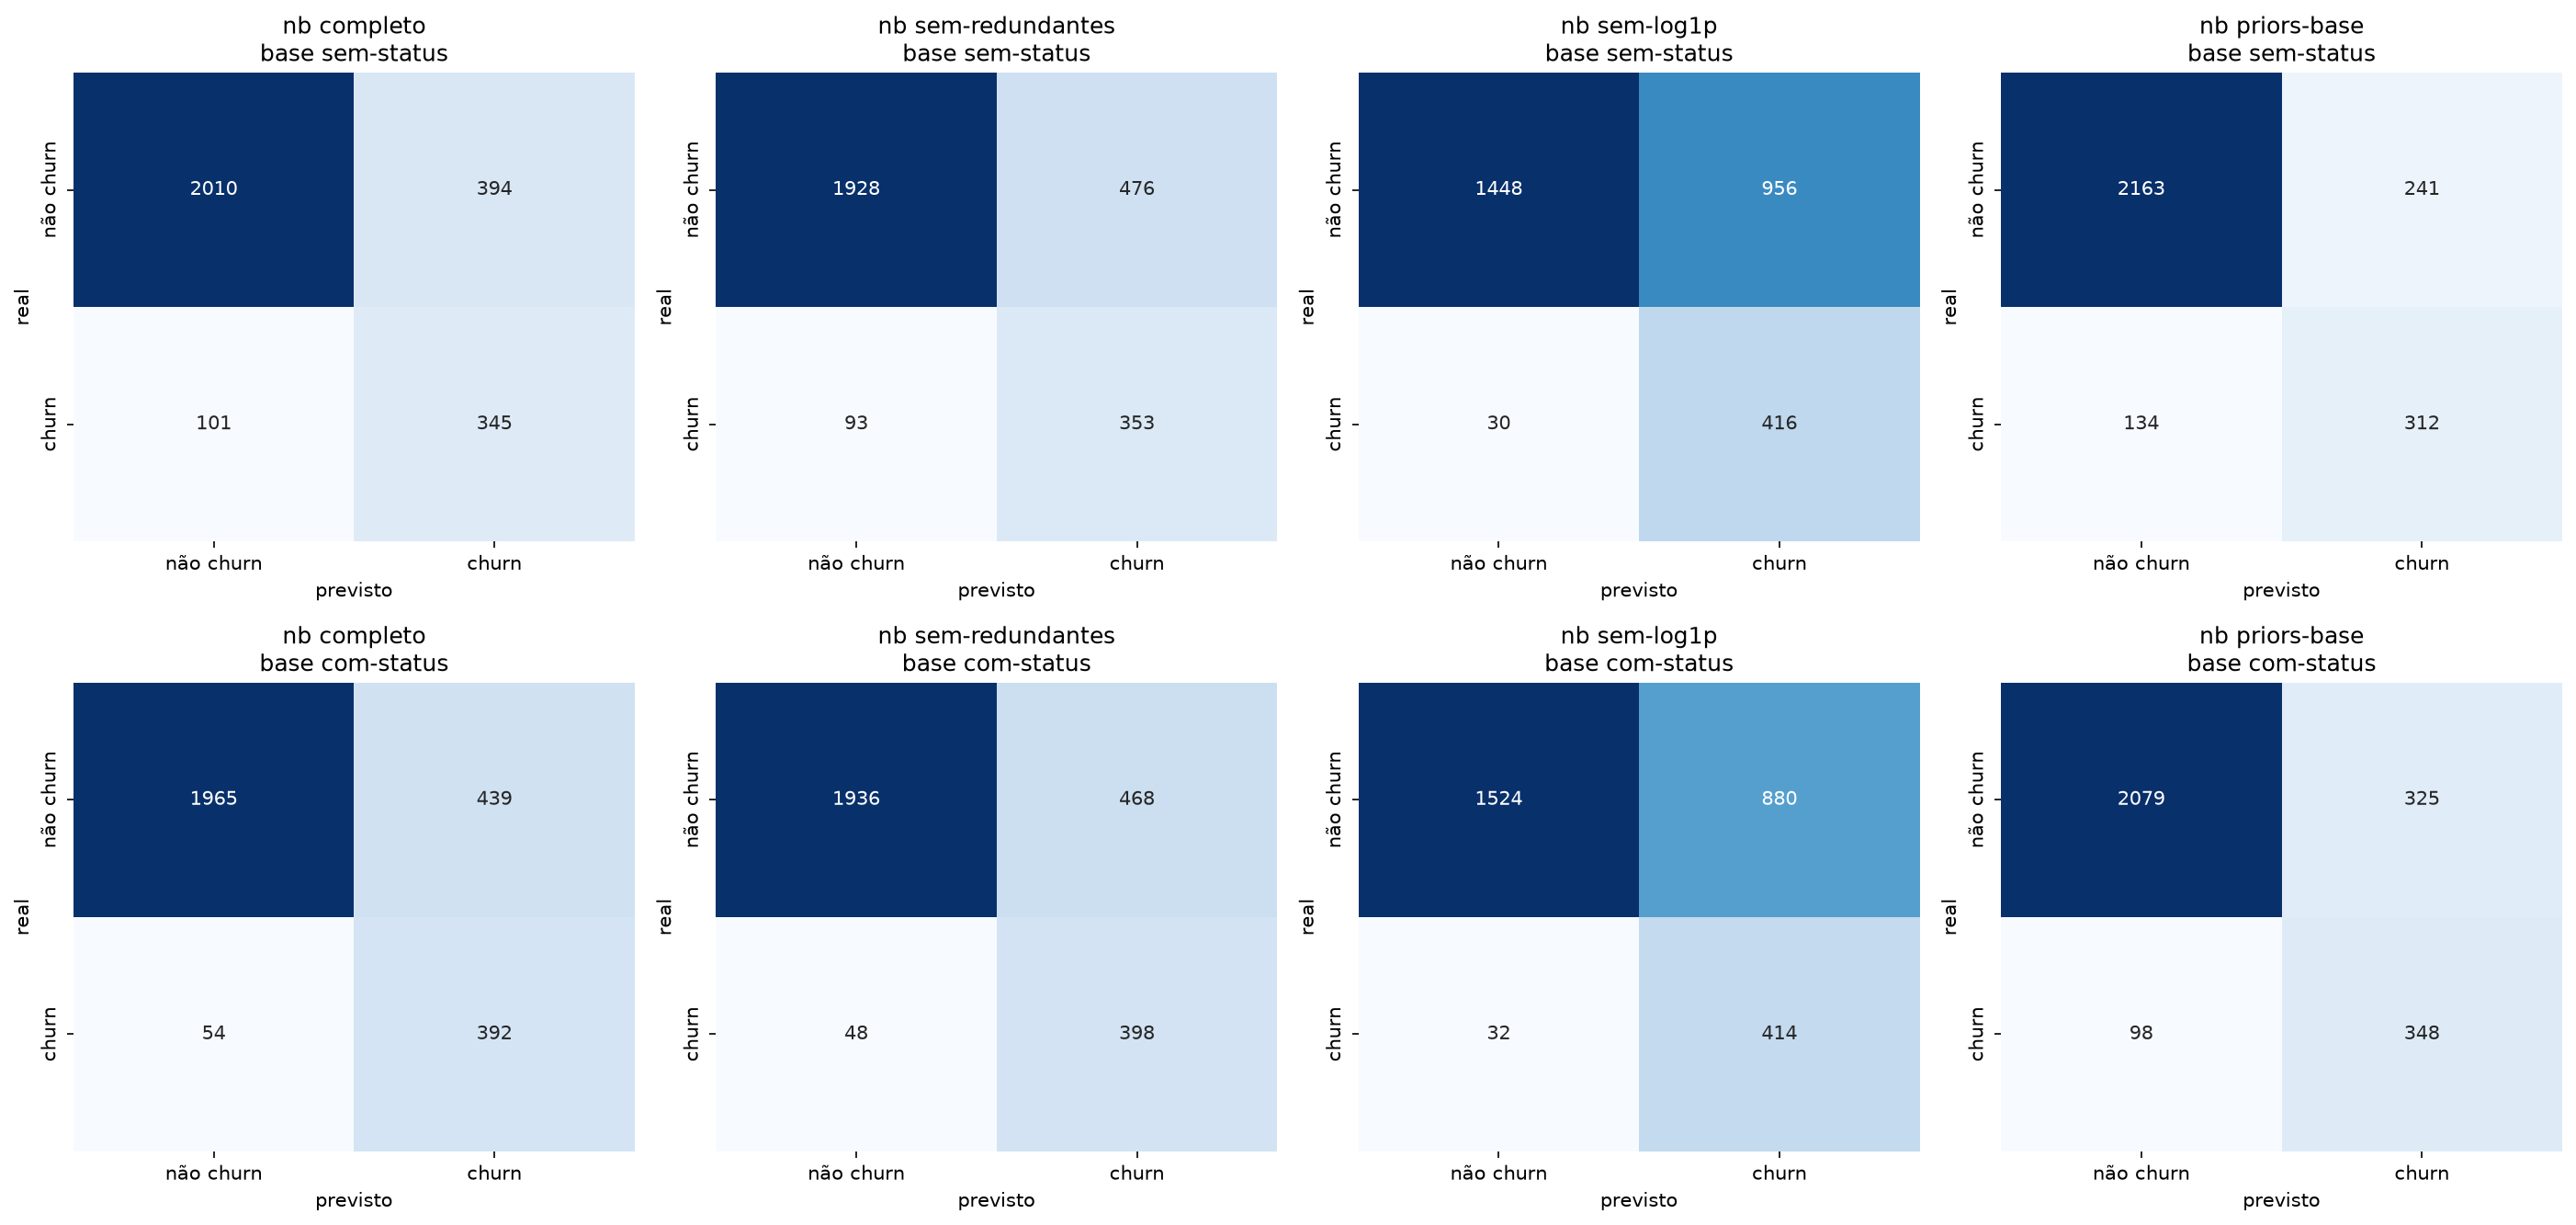 nb completo
base sem-status
não churn
2010
394
real
churn
101
345
não churn
churn
previsto
nb sem-redundantes
base sem-status
não churn
1928
476
real
churn
93
353
não churn
churn
previsto
nb sem-log1p
base sem-status
não churn
1448
956
real
churn
30
416
não churn
churn
previsto
nb priors-base
base sem-status
não churn
2163
241
real
churn
134
312
não churn
churn
previsto
nb completo
base com-status
não churn
1965
439
real
churn
54
392
não churn
churn
previsto
nb sem-redundantes
base com-status
não churn
1936
468
real
churn
48
398
não churn
churn
previsto
nb sem-log1p
base com-status
não churn
1524
880
real
churn
32
414
não churn
churn
previsto
nb priors-base
base com-status
não churn
2079
325
real
churn
98
348
não churn
churn
previsto